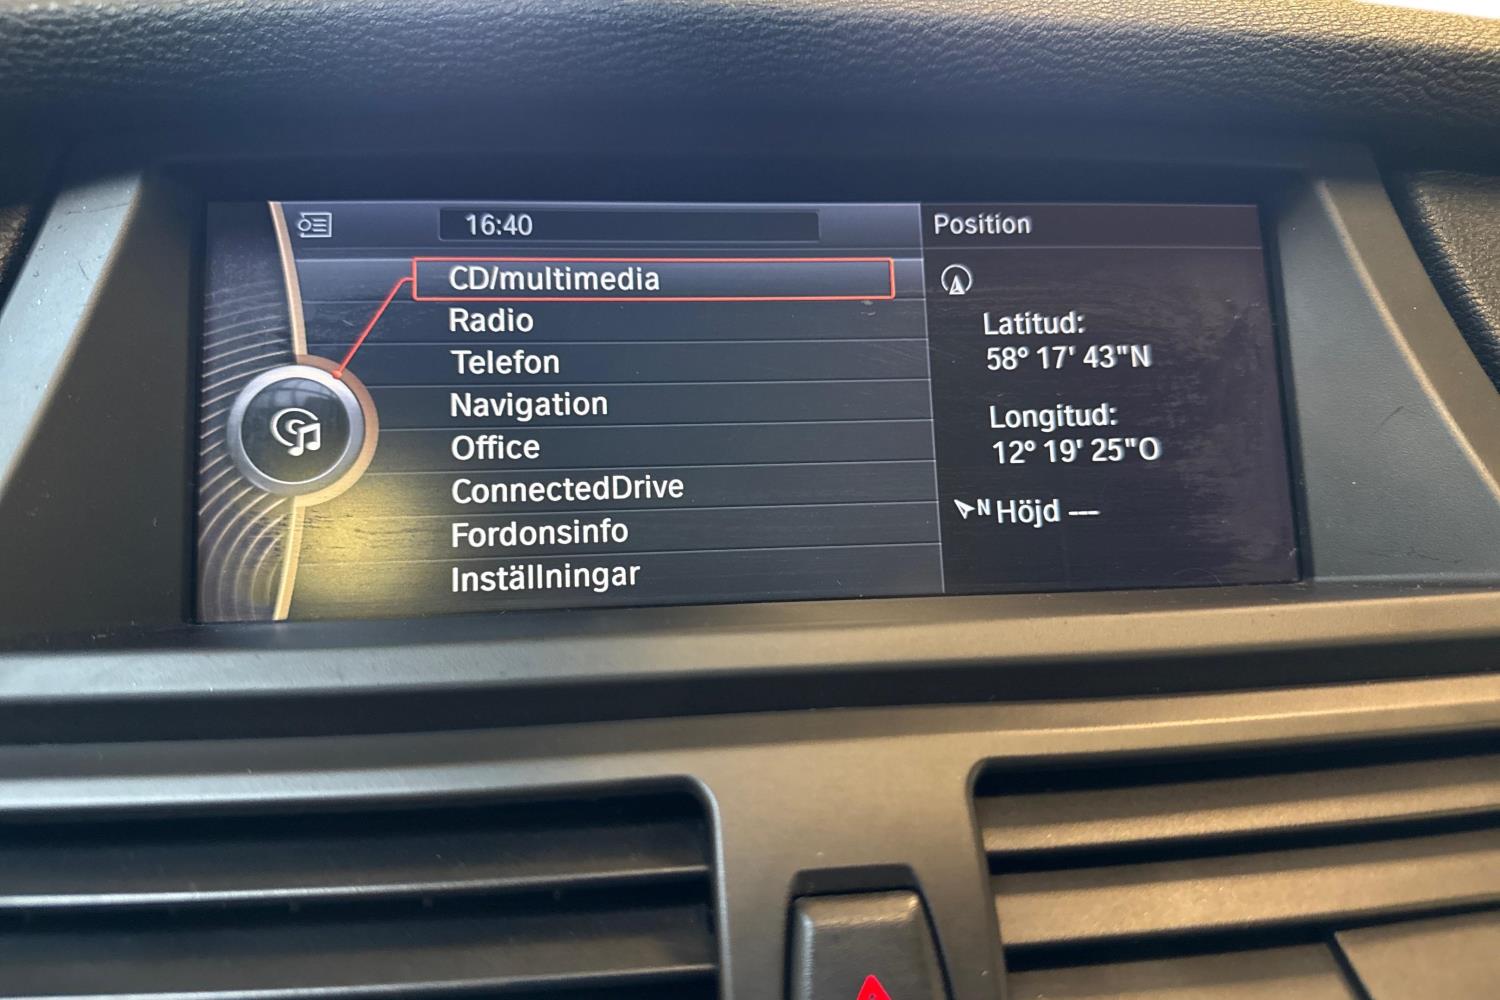 16:40
CD/multimedia
Radio
Telefon
Navigation
Office
ConnectedDrive
Fordonsinfo
Inställningar
Position
Latitud:
58° 17' 43"N
Longitud:
12° 19' 25"O
N Höjd ---